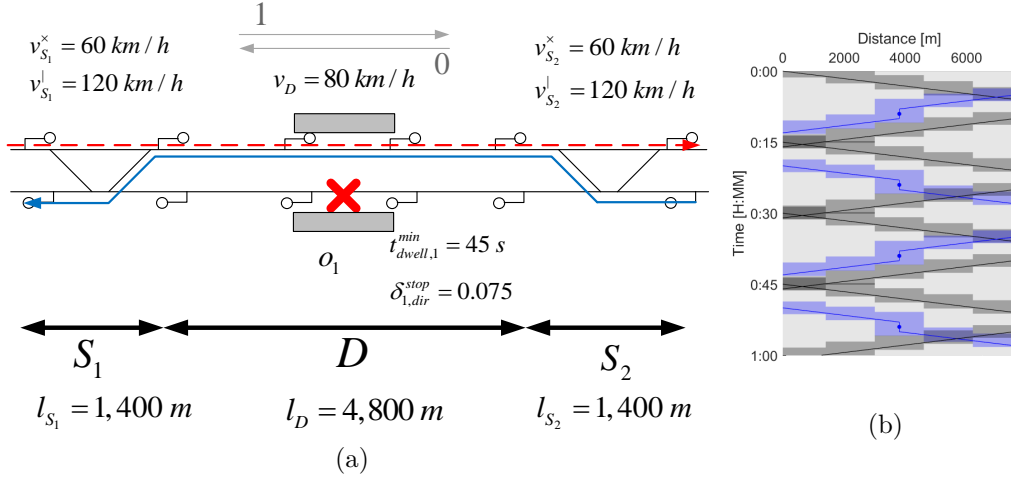 1
0
v_{S_1}^{×} = 60 km / h
v_{S_1}^{|} = 120 km / h
v_D = 80 km / h
v_{S_2}^{×} = 60 km / h
v_{S_2}^{|} = 120 km / h
o_1
t_{dwell,1}^{min} = 45 s
δ_{1,dir}^{stop} = 0.075
S_1
D
S_2
l_{S_1} = 1,400 m
l_D = 4,800 m
l_{S_2} = 1,400 m
(a)
Distance [m]
0 2000 4000 6000
Time [H:MM]
0:00
0:15
0:30
0:45
1:00
(b)